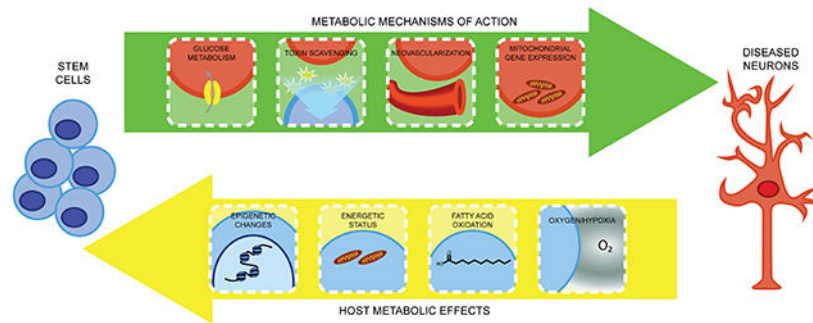 METABOLIC MECHANISMS OF ACTION
STEM
CELLS
GLUCOSE
METABOLISM
TOXIN SCAVENGING
NEOVASCULARIZATION
MITOCHONDRIAL
GENE EXPRESSION
DISEASED
NEURONS
EPIGENETIC
CHANGES
ENERGETIC
STATUS
FATTY ACID
OXIDATION
HO
OXYGEN/HYPOXIA
O₂
HOST METABOLIC EFFECTS